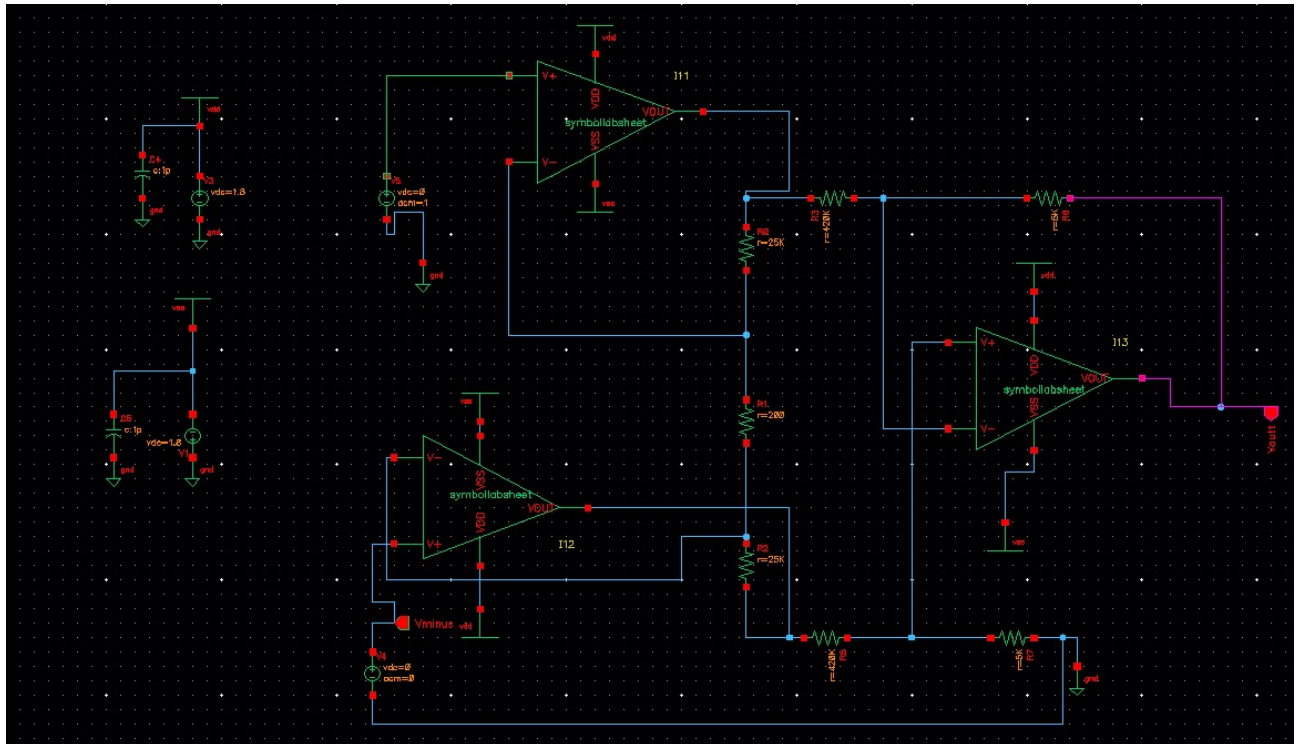 vdd
I11
V+
VDD
VOUT
symbollabsheet
VSS
V-
vss
vdd
C4
c:1p
V3
vdc=1.8
gnd
gnd
V5
vdc=0
acm=1
gnd
R3
r=420K
R6
r=5K
R0
r=25K
vdd
I13
V+
VDD
VOUT
symbollabsheet
VSS
V-
vss
Voutt
vss
C5
c:1p
vdc=1.8
V1
gnd
gnd
R1
r=200
vss
V-
VSS
symbollabsheet
VOUT
VDD
V+
I12
vdd
Vminus
V4
vdc=0
acm=0
R2
r=25K
R5
r=420K
R7
r=5K
gnd